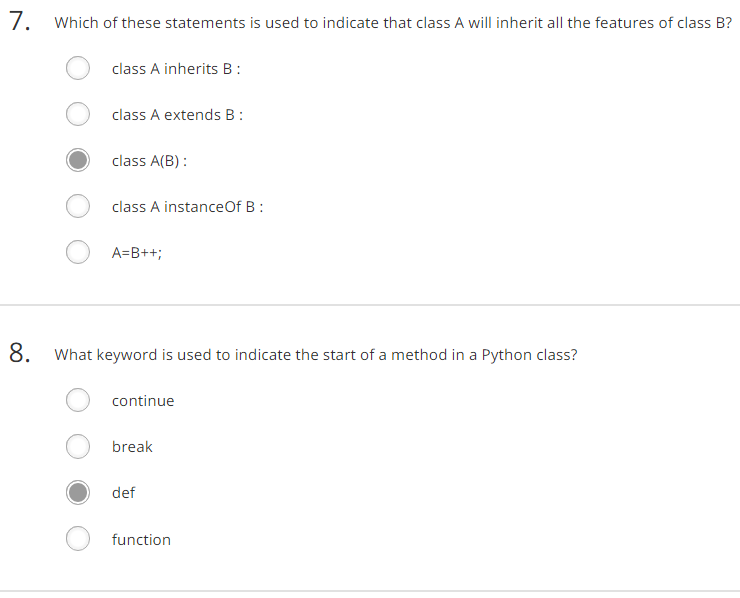 7. Which of these statements is used to indicate that class A will inherit all the features of class B?
class A inherits B :
class A extends B :
class A(B) :
class A instanceOf B :
A=B++;
8. What keyword is used to indicate the start of a method in a Python class?
continue
break
def
function